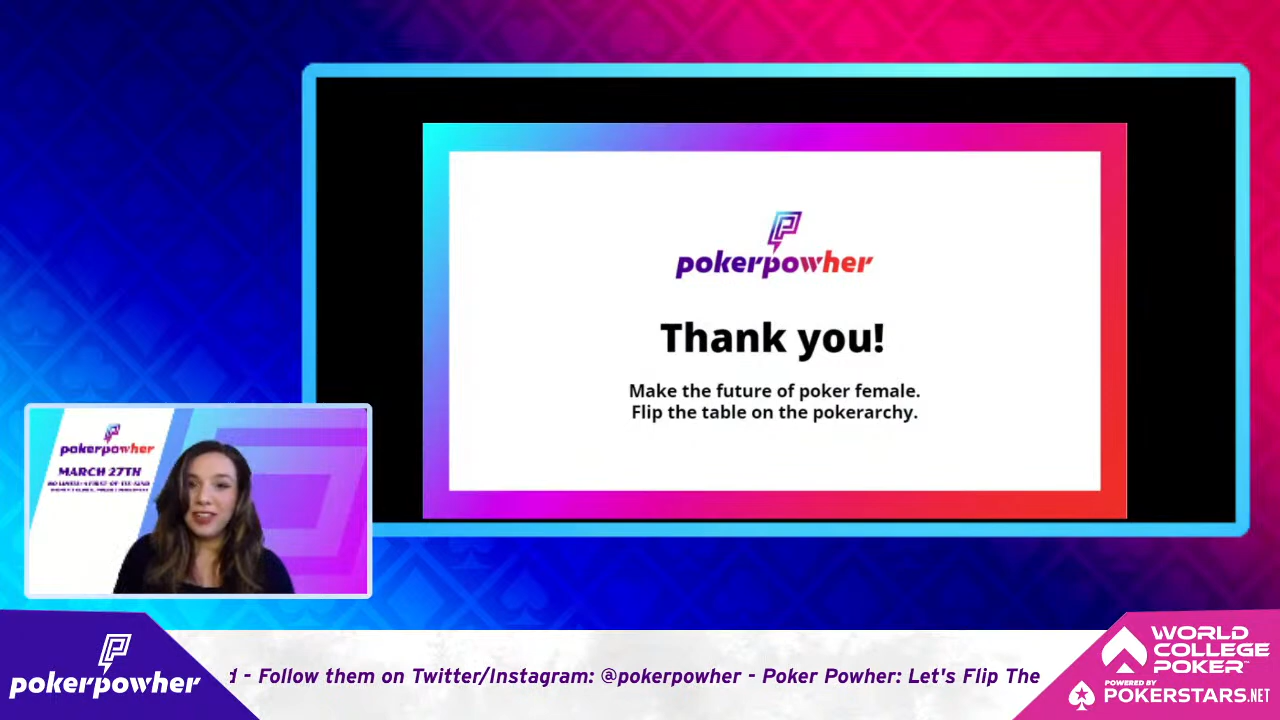 pokerpowher
Thank you!
Make the future of poker female.
Flip the table on the pokerarchy.
pokerpowher
MARCH 27TH
pokerpowher
d - Follow them on Twitter/Instagram: @pokerpowher - Poker Powher: Let's Flip The
WORLD
COLLEGE
POKER™
POWERED BY
POKERSTARS.NET